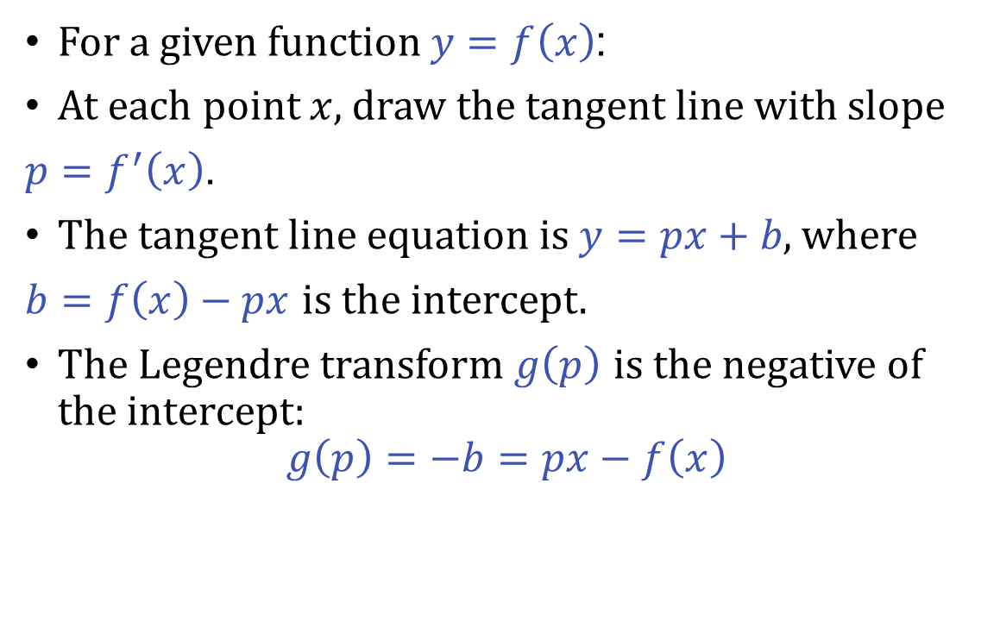 • For a given function y = f(x):
• At each point x, draw the tangent line with slope
p = f′(x).
• The tangent line equation is y = px + b, where
b = f(x) − px is the intercept.
• The Legendre transform g(p) is the negative of
the intercept:
g(p) = −b = px − f(x)